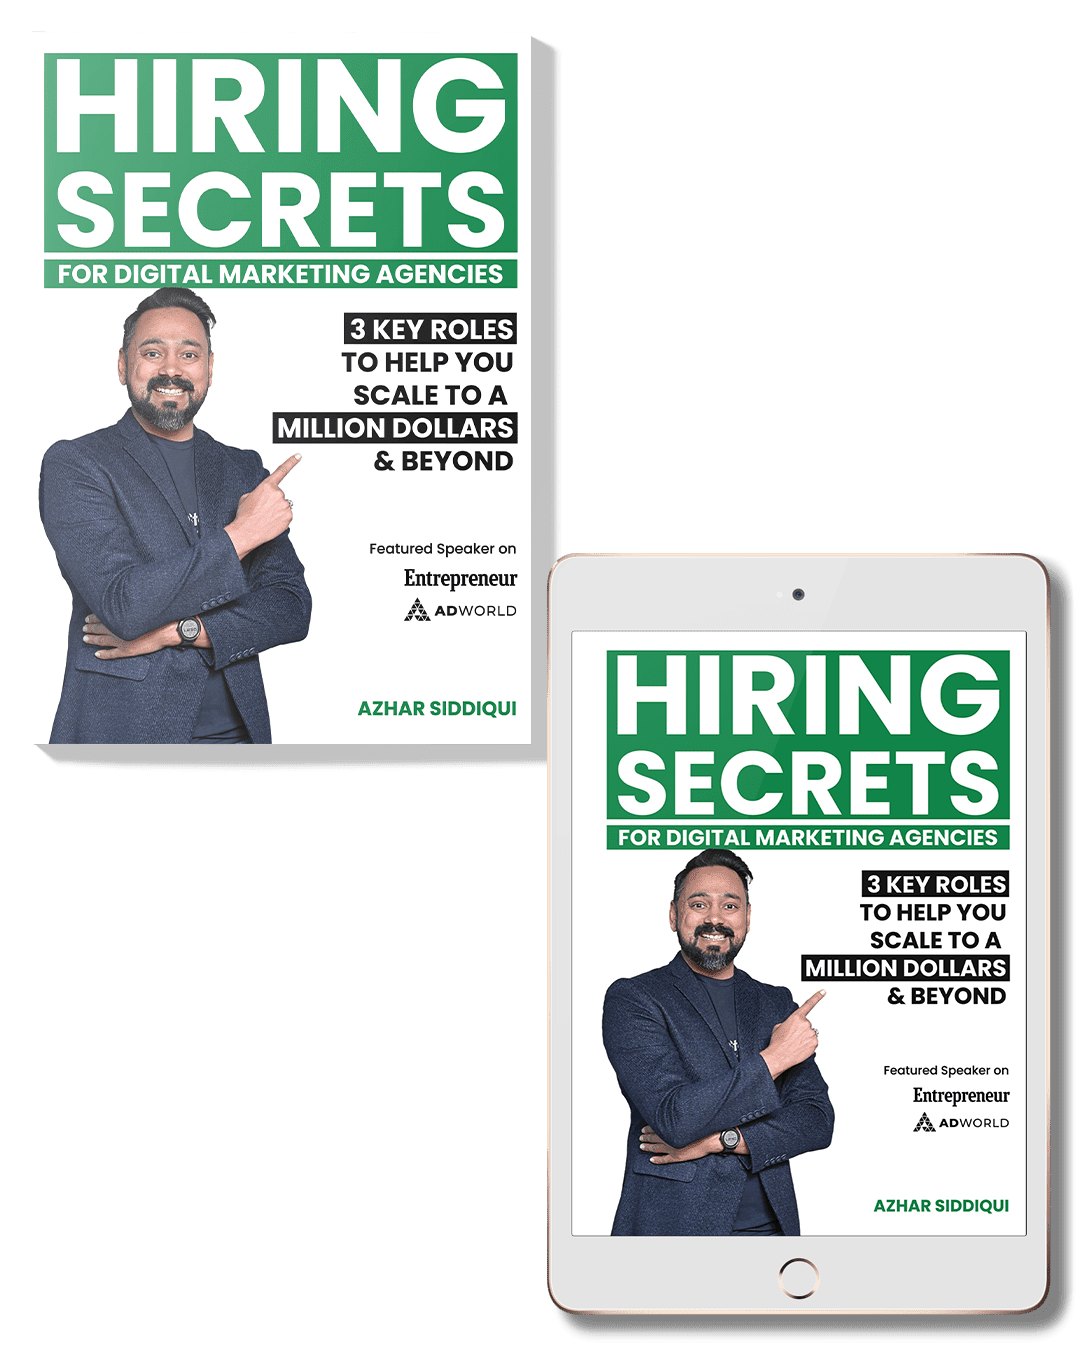 HIRING
SECRETS
FOR DIGITAL MARKETING AGENCIES
3 KEY ROLES
TO HELP YOU
SCALE TO A
MILLION DOLLARS
& BEYOND
Featured Speaker on
Entrepreneur
ADWORLD
AZHAR SIDDIQUI
HIRING
SECRETS
FOR DIGITAL MARKETING AGENCIES
3 KEY ROLES
TO HELP YOU
SCALE TO A
MILLION DOLLARS
& BEYOND
Featured Speaker on
Entrepreneur
ADWORLD
AZHAR SIDDIQUI